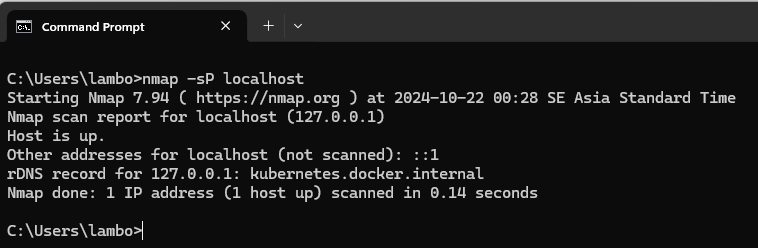 Command Prompt
C:\Users\lambo>nmap -sP localhost
Starting Nmap 7.94 ( https://nmap.org ) at 2024-10-22 00:28 SE Asia Standard Time
Nmap scan report for localhost (127.0.0.1)
Host is up.
Other addresses for localhost (not scanned): ::1
rDNS record for 127.0.0.1: kubernetes.docker.internal
Nmap done: 1 IP address (1 host up) scanned in 0.14 seconds
C:\Users\lambo>